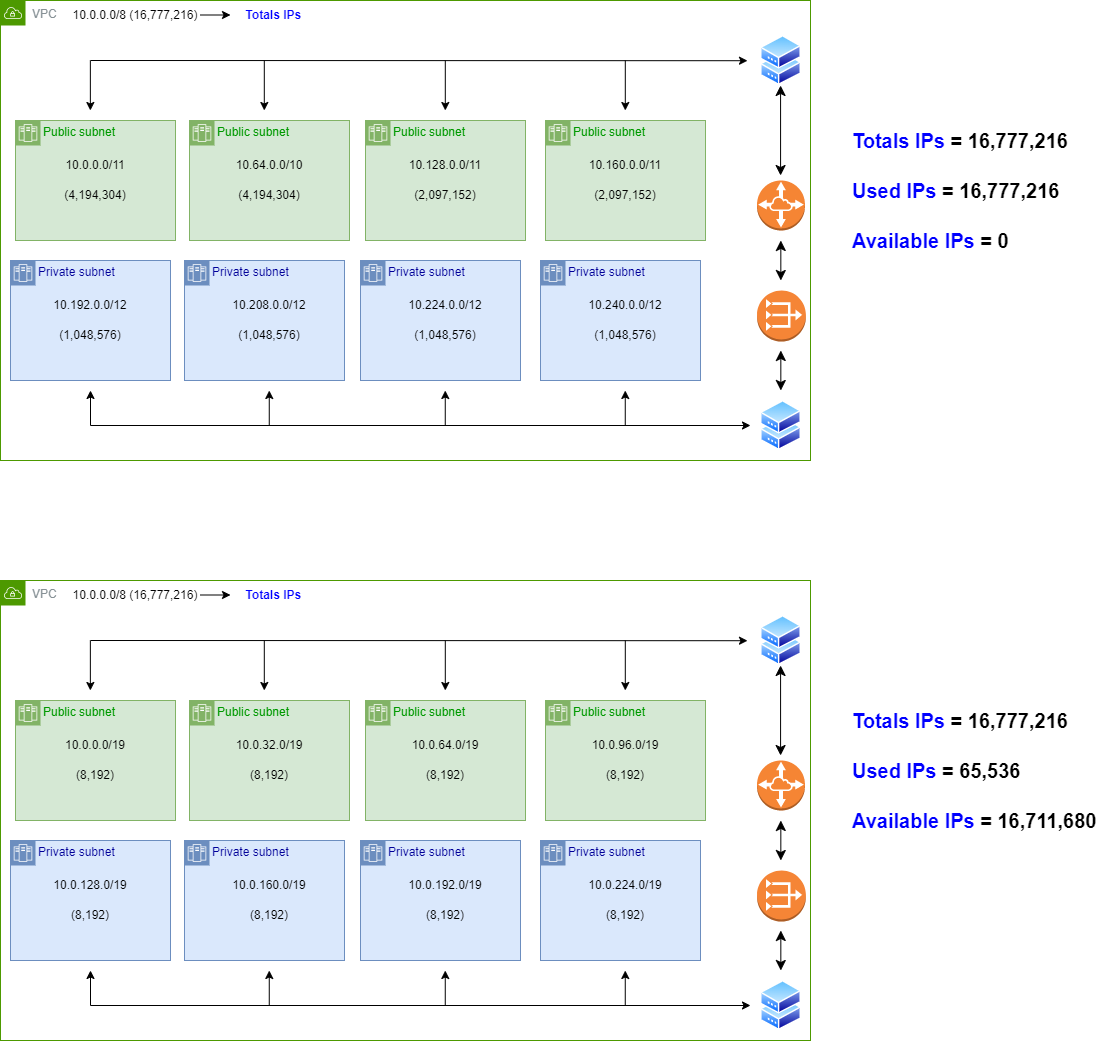 VPC 10.0.0.0/8 (16,777,216) Totals IPs
Public subnet Public subnet Public subnet Public subnet
10.0.0.0/11 10.64.0.0/10 10.128.0.0/11 10.160.0.0/11
(4,194,304) (4,194,304) (2,097,152) (2,097,152)
Private subnet Private subnet Private subnet Private subnet
10.192.0.0/12 10.208.0.0/12 10.224.0.0/12 10.240.0.0/12
(1,048,576) (1,048,576) (1,048,576) (1,048,576)
Totals IPs = 16,777,216
Used IPs = 16,777,216
Available IPs = 0
VPC 10.0.0.0/8 (16,777,216) Totals IPs
Public subnet Public subnet Public subnet Public subnet
10.0.0.0/19 10.0.32.0/19 10.0.64.0/19 10.0.96.0/19
(8,192) (8,192) (8,192) (8,192)
Private subnet Private subnet Private subnet Private subnet
10.0.128.0/19 10.0.160.0/19 10.0.192.0/19 10.0.224.0/19
(8,192) (8,192) (8,192) (8,192)
Totals IPs = 16,777,216
Used IPs = 65,536
Available IPs = 16,711,680